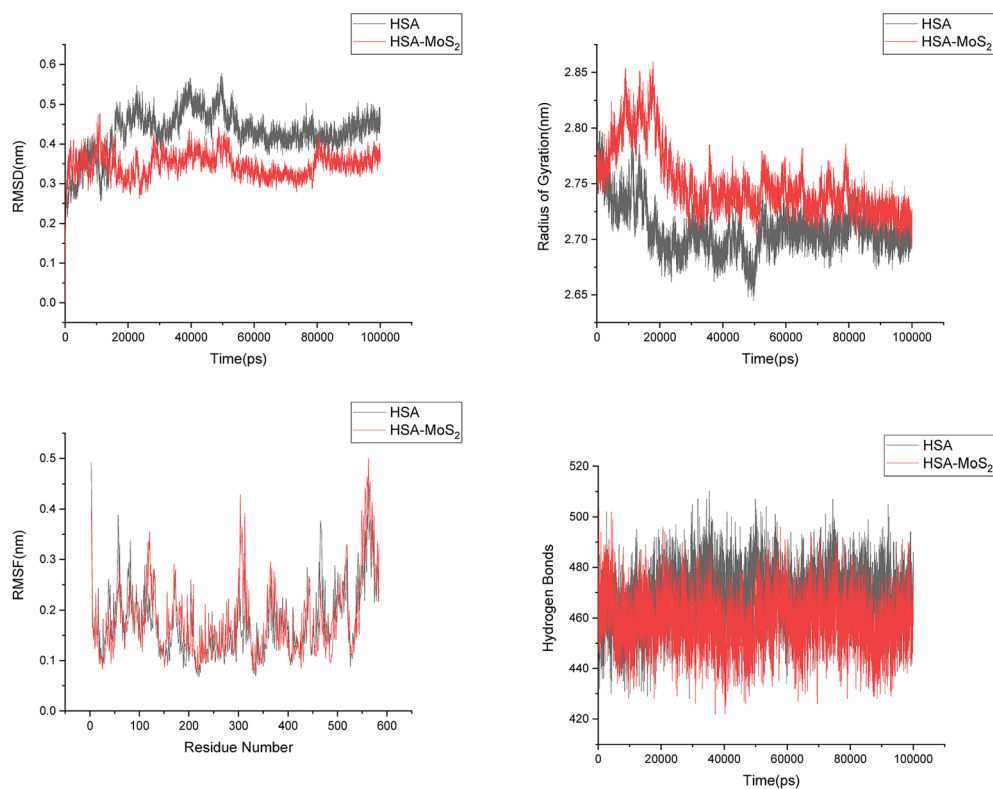 HSA
HSA-MoS₂
RMSD(nm)
0.6
0.5
0.4
0.3
0.2
0.1
0.0
0 20000 40000 60000 80000 100000
Time(ps)
HSA
HSA-MoS₂
Radius of Gyration(nm)
2.85
2.80
2.75
2.70
2.65
0 20000 40000 60000 80000 100000
Time(ps)
HSA
HSA-MoS₂
RMSF(nm)
0.5
0.4
0.3
0.2
0.1
0.0
0 100 200 300 400 500 600
Residue Number
HSA
HSA-MoS₂
Hydrogen Bonds
520
500
480
460
440
420
0 20000 40000 60000 80000 100000
Time(ps)